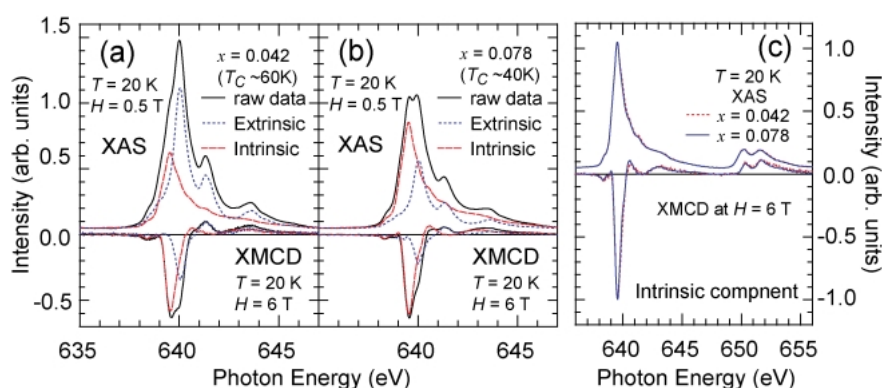 (a)
x = 0.042
(TC ~60K)
T = 20 K
H = 0.5 T
raw data
Extrinsic
Intrinsic
XAS
XMCD
T = 20 K
H = 6 T
(b)
x = 0.078
(TC ~40K)
T = 20 K
H = 0.5 T
raw data
Extrinsic
Intrinsic
XAS
XMCD
T = 20 K
H = 6 T
(c)
T = 20 K
XAS
x = 0.042
x = 0.078
XMCD at H = 6 T
Intrinsic compnent
Intensity (arb. units)
1.5
1.0
0.5
0.0
-0.5
635 640 645
640 645
Photon Energy (eV)
640 645 650 655
Photon Energy (eV)
1.0
0.5
0.0
-0.5
-1.0
Intensity (arb. units)